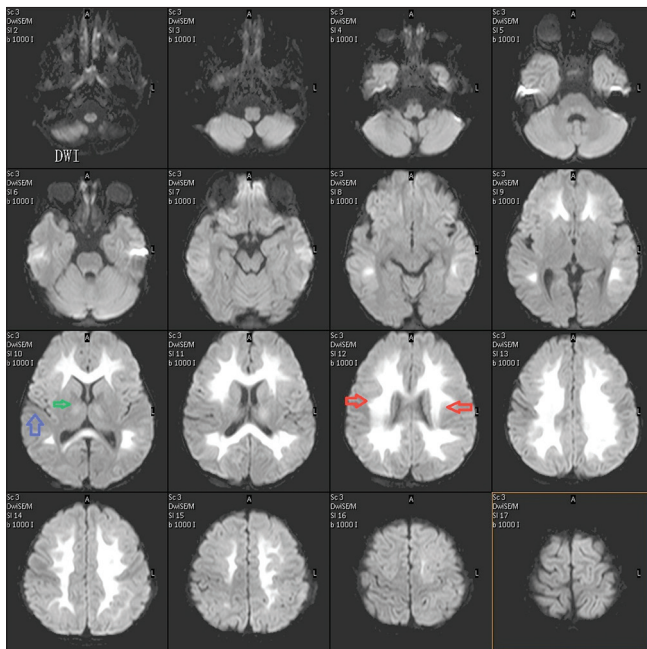 Sc 3
DwiSE/M
Sl 2
b 1000 I
A
L
DWI
Sc 3
DwiSE/M
Sl 3
b 1000 I
A
L
Sc 3
DwiSE/M
Sl 4
b 1000 I
A
L
Sc 3
DwiSE/M
Sl 5
b 1000 I
A
L
Sc 3
DwiSE/M
Sl 6
b 1000 I
A
L
Sc 3
DwiSE/M
Sl 7
b 1000 I
A
L
Sc 3
DwiSE/M
Sl 8
b 1000 I
A
L
Sc 3
DwiSE/M
Sl 9
b 1000 I
A
L
Sc 3
DwiSE/M
Sl 10
b 1000 I
A
L
Sc 3
DwiSE/M
Sl 11
b 1000 I
A
L
Sc 3
DwiSE/M
Sl 12
b 1000 I
A
L
Sc 3
DwiSE/M
Sl 13
b 1000 I
A
L
Sc 3
DwiSE/M
Sl 14
b 1000 I
A
L
Sc 3
DwiSE/M
Sl 15
b 1000 I
A
L
Sc 3
DwiSE/M
Sl 16
b 1000 I
A
L
Sc 3
DwiSE/M
Sl 17
b 1000 I
A
L